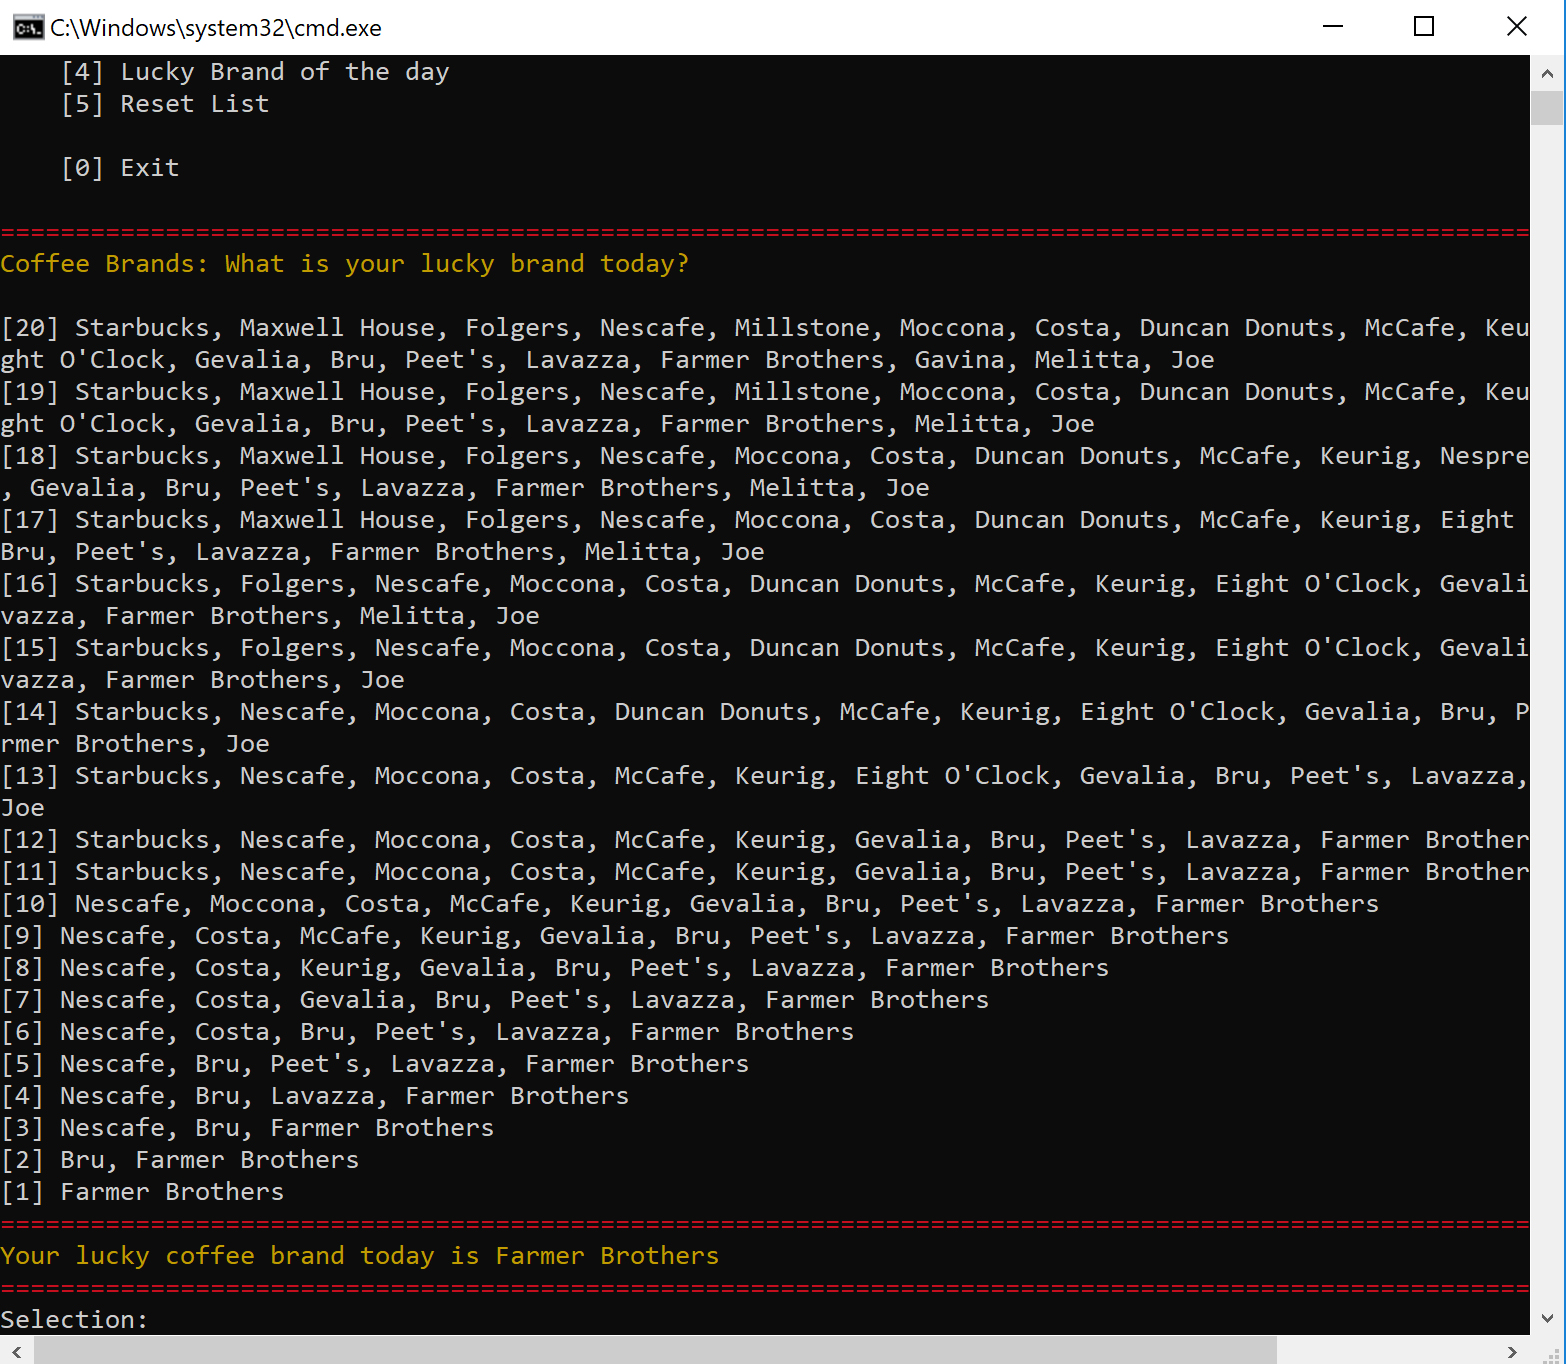 C:\Windows\system32\cmd.exe
[4] Lucky Brand of the day
[5] Reset List
[0] Exit
======================================================================================================
Coffee Brands: What is your lucky brand today?
[20] Starbucks, Maxwell House, Folgers, Nescafe, Millstone, Moccona, Costa, Duncan Donuts, McCafe, Keu
ght O'Clock, Gevalia, Bru, Peet's, Lavazza, Farmer Brothers, Gavina, Melitta, Joe
[19] Starbucks, Maxwell House, Folgers, Nescafe, Millstone, Moccona, Costa, Duncan Donuts, McCafe, Keu
ght O'Clock, Gevalia, Bru, Peet's, Lavazza, Farmer Brothers, Melitta, Joe
[18] Starbucks, Maxwell House, Folgers, Nescafe, Moccona, Costa, Duncan Donuts, McCafe, Keurig, Nespre
, Gevalia, Bru, Peet's, Lavazza, Farmer Brothers, Melitta, Joe
[17] Starbucks, Maxwell House, Folgers, Nescafe, Moccona, Costa, Duncan Donuts, McCafe, Keurig, Eight
Bru, Peet's, Lavazza, Farmer Brothers, Melitta, Joe
[16] Starbucks, Folgers, Nescafe, Moccona, Costa, Duncan Donuts, McCafe, Keurig, Eight O'Clock, Gevali
vazza, Farmer Brothers, Melitta, Joe
[15] Starbucks, Folgers, Nescafe, Moccona, Costa, Duncan Donuts, McCafe, Keurig, Eight O'Clock, Gevali
vazza, Farmer Brothers, Joe
[14] Starbucks, Nescafe, Moccona, Costa, Duncan Donuts, McCafe, Keurig, Eight O'Clock, Gevalia, Bru, P
rmer Brothers, Joe
[13] Starbucks, Nescafe, Moccona, Costa, McCafe, Keurig, Eight O'Clock, Gevalia, Bru, Peet's, Lavazza,
Joe
[12] Starbucks, Nescafe, Moccona, Costa, McCafe, Keurig, Gevalia, Bru, Peet's, Lavazza, Farmer Brother
[11] Starbucks, Nescafe, Moccona, Costa, McCafe, Keurig, Gevalia, Bru, Peet's, Lavazza, Farmer Brother
[10] Nescafe, Moccona, Costa, McCafe, Keurig, Gevalia, Bru, Peet's, Lavazza, Farmer Brothers
[9] Nescafe, Costa, McCafe, Keurig, Gevalia, Bru, Peet's, Lavazza, Farmer Brothers
[8] Nescafe, Costa, Keurig, Gevalia, Bru, Peet's, Lavazza, Farmer Brothers
[7] Nescafe, Costa, Gevalia, Bru, Peet's, Lavazza, Farmer Brothers
[6] Nescafe, Costa, Bru, Peet's, Lavazza, Farmer Brothers
[5] Nescafe, Bru, Peet's, Lavazza, Farmer Brothers
[4] Nescafe, Bru, Lavazza, Farmer Brothers
[3] Nescafe, Bru, Farmer Brothers
[2] Bru, Farmer Brothers
[1] Farmer Brothers
======================================================================================================
Your lucky coffee brand today is Farmer Brothers
======================================================================================================
Selection: